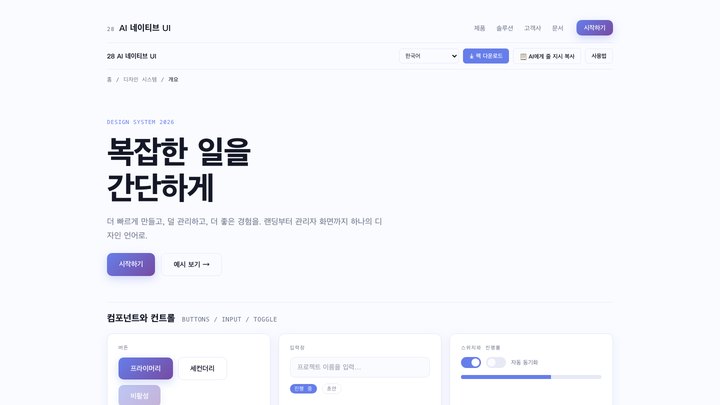 28 AI 네이티브 UI
제품 솔루션 고객사 문서 시작하기
28 AI 네이티브 UI
한국어 팩 다운로드 AI에게 줄 지시 복사 사용법
홈 / 디자인 시스템 / 개요
DESIGN SYSTEM 2026
복잡한 일을
간단하게
더 빠르게 만들고, 덜 관리하고, 더 좋은 경험을. 랜딩부터 관리자 화면까지 하나의 디
자인 언어로.
시작하기 예시 보기 →
컴포넌트와 컨트롤 BUTTONS / INPUT / TOGGLE
버튼
프라이머리 세컨더리
비활성
입력창
프로젝트 이름을 입력...
진행 중 초안
스위치와 진행률
자동 동기화